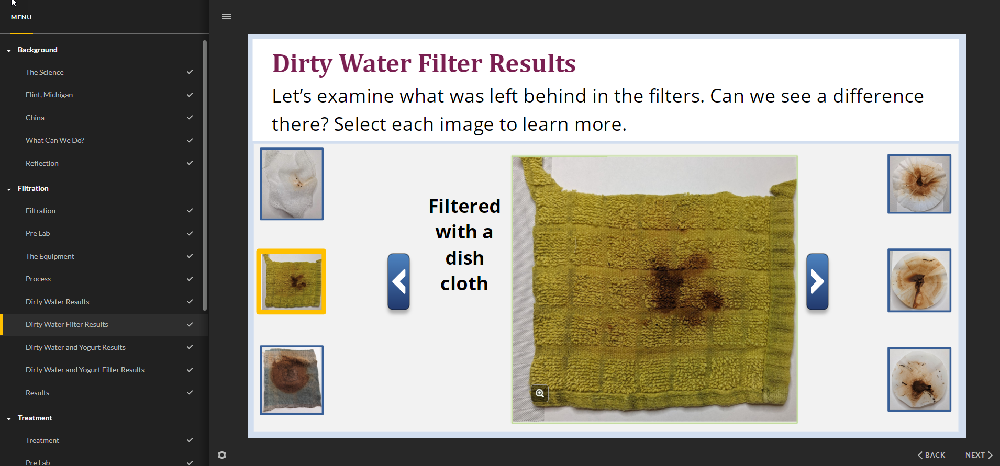 MENU
Background
The Science
Flint, Michigan
China
What Can We Do?
Reflection
Filtration
Filtration
Pre Lab
The Equipment
Process
Dirty Water Results
Dirty Water Filter Results
Dirty Water and Yogurt Results
Dirty Water and Yogurt Filter Results
Results
Treatment
Treatment
Pre Lab
Dirty Water Filter Results
Let’s examine what was left behind in the filters. Can we see a difference
there? Select each image to learn more.
Filtered
with a
dish
cloth
BACK
NEXT